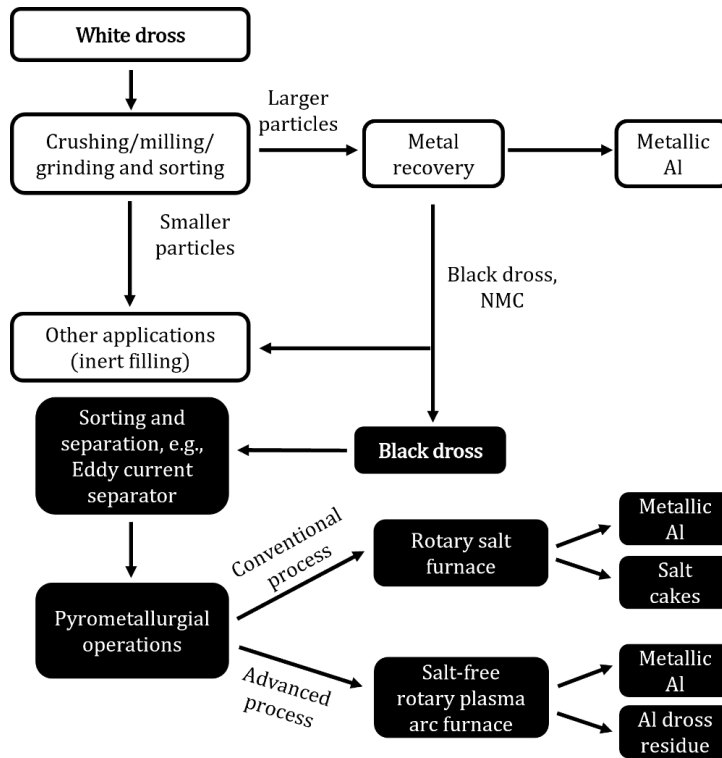 White dross
Larger
particles
Crushing/milling/
grinding and sorting
Metal
recovery
Metallic
Al
Smaller
particles
Black dross,
NMC
Other applications
(inert filling)
Sorting and
separation, e.g.,
Eddy current
separator
Black dross
Conventional
process
Rotary salt
furnace
Metallic
Al
Salt
cakes
Pyrometallurgial
operations
Advanced
process
Salt-free
rotary plasma
arc furnace
Metallic
Al
Al dross
residue